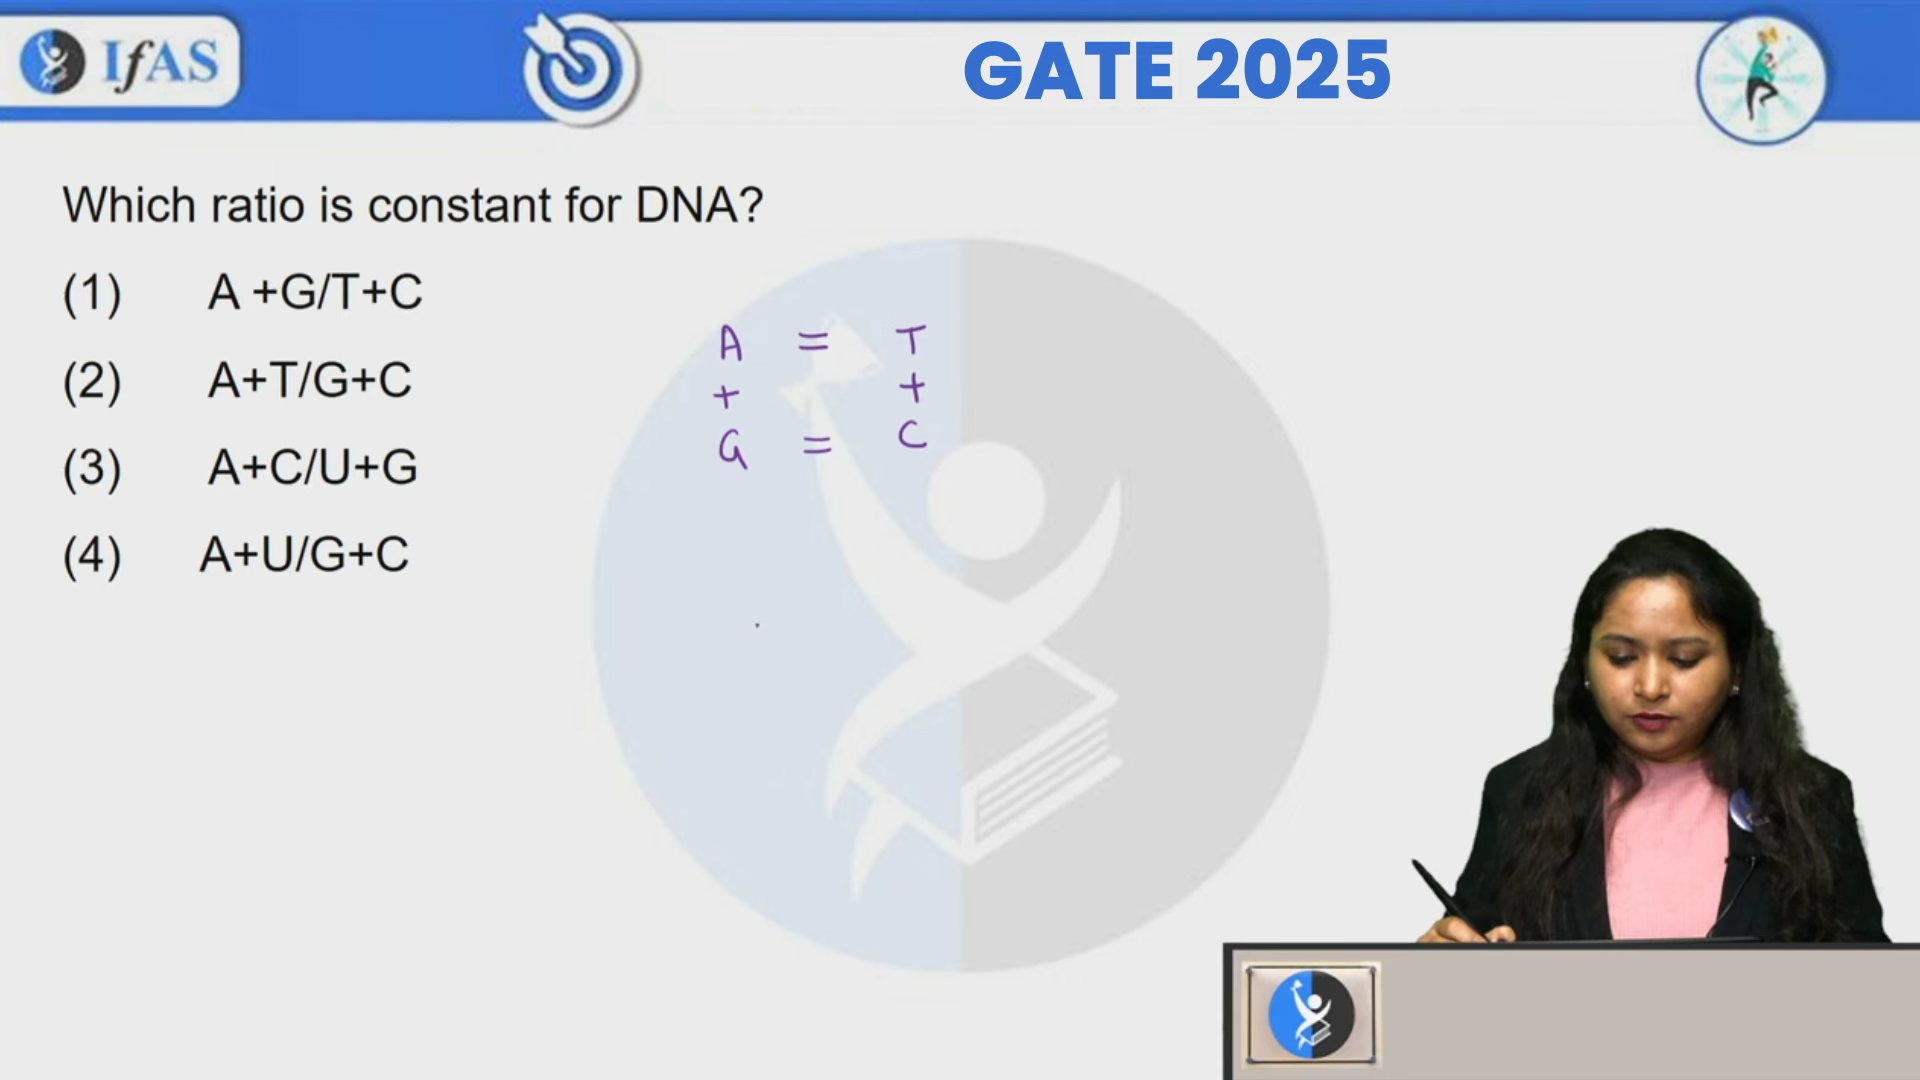 IfAS
GATE 2025
Which ratio is constant for DNA?
(1) A +G/T+C
(2) A+T/G+C
(3) A+C/U+G
(4) A+U/G+C
A = T
+ +
G = C